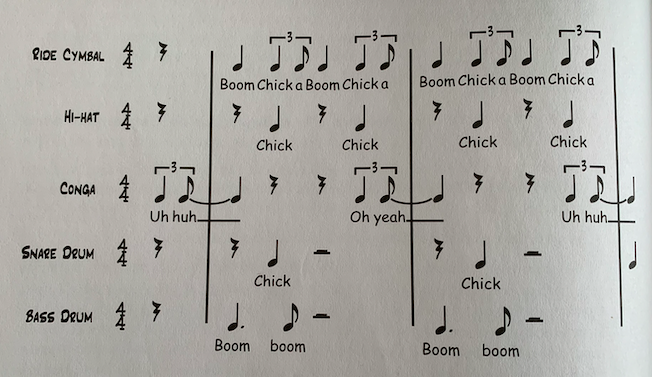 3 3 3 3
RIDE CYMBAL 4/4
Boom Chick a Boom Chick a Boom Chick a Boom Chick a
HI-HAT 4/4
Chick Chick Chick Chick
3 3 3
CONGA 4/4
Uh huh Oh yeah Uh huh
SNARE DRUM 4/4
Chick Chick
BASS DRUM 4/4
Boom boom Boom boom